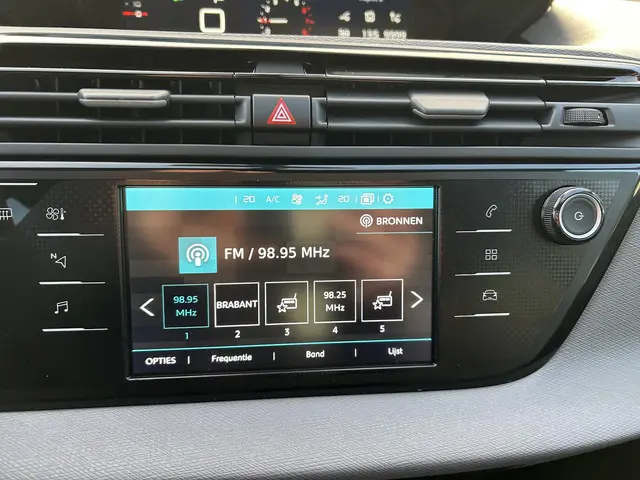 20 A/C 20
BRONNEN
FM / 98.95 MHz
98.95 MHz
BRABANT
98.25 MHz
1 2 3 4 5
OPTIES Frequentie Band Lijst
N